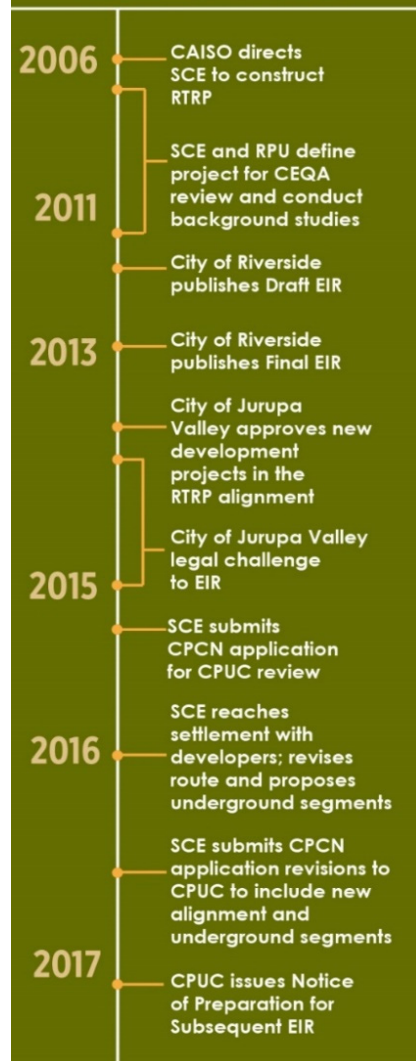 2006
CAISO directs
SCE to construct
RTRP
SCE and RPU define
project for CEQA
review and conduct
background studies
2011
City of Riverside
publishes Draft EIR
2013
City of Riverside
publishes Final EIR
City of Jurupa
Valley approves new
development
projects in the
RTRP alignment
City of Jurupa Valley
legal challenge
to EIR
2015
SCE submits
CPCN application
for CPUC review
2016
SCE reaches
settlement with
developers; revises
route and proposes
underground segments
SCE submits CPCN
application revisions to
CPUC to include new
alignment and
underground segments
2017
CPUC issues Notice
of Preparation for
Subsequent EIR